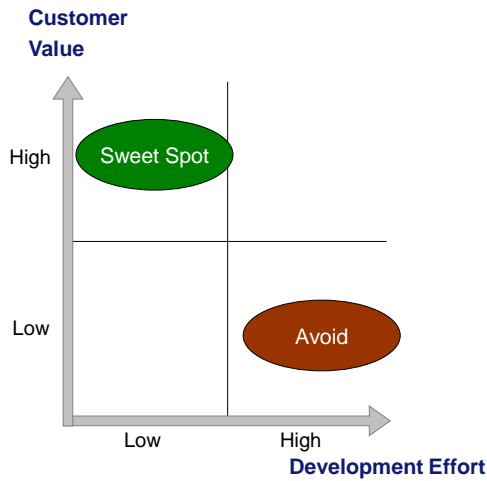 Customer
Value
High
Sweet Spot
Low
Avoid
Low
High
Development Effort